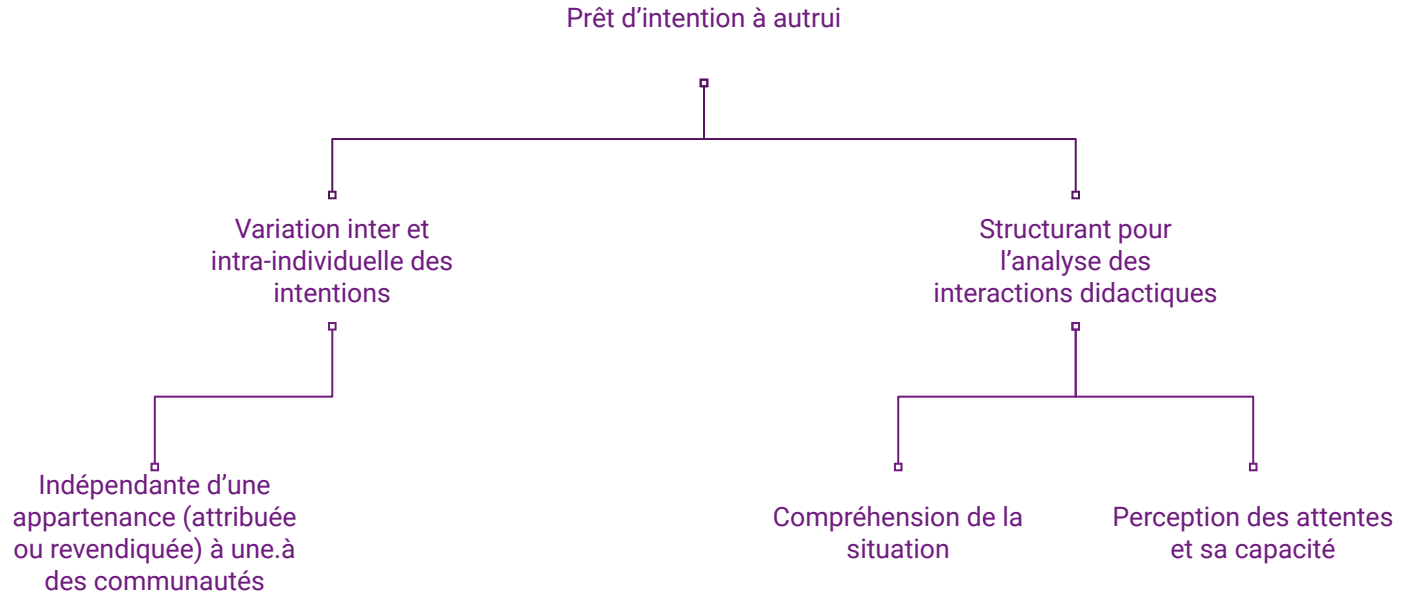 Prêt d’intention à autrui
Variation inter et
intra-individuelle des
intentions
Structurant pour
l’analyse des
interactions didactiques
Indépendante d’une
appartenance (attribuée
ou revendiquée) à une.à
des communautés
Compréhension de la
situation
Perception des attentes
et sa capacité